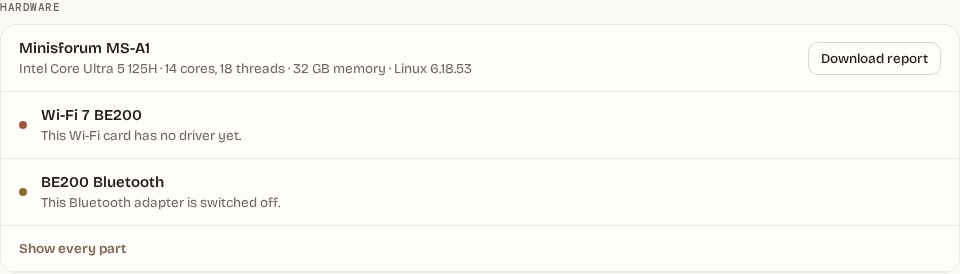 HARDWARE
Minisforum MS-A1
Intel Core Ultra 5 125H · 14 cores, 18 threads · 32 GB memory · Linux 6.18.53
Download report
Wi-Fi 7 BE200
This Wi-Fi card has no driver yet.
BE200 Bluetooth
This Bluetooth adapter is switched off.
Show every part